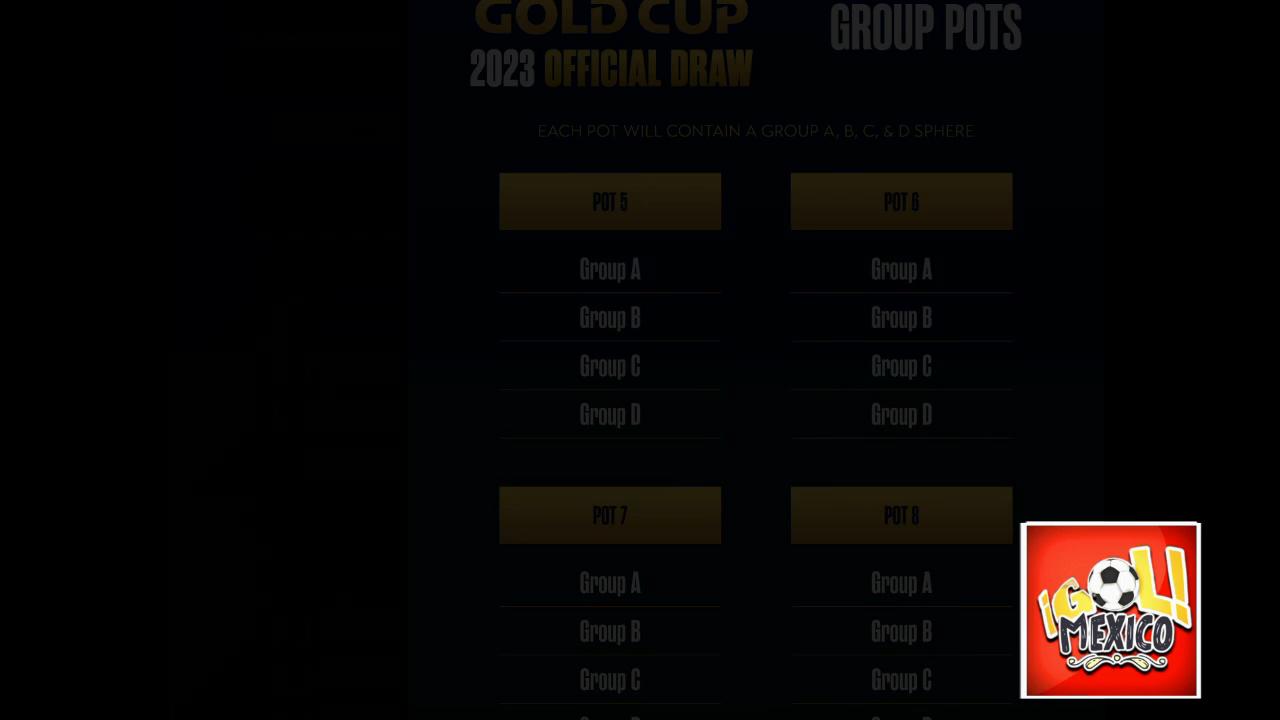 GOLD CUP
2023 OFFICIAL DRAW
GROUP POTS
EACH POT WILL CONTAIN A GROUP A, B, C, & D SPHERE
POT 5
Group A
Group B
Group C
Group D
POT 6
Group A
Group B
Group C
Group D
POT 7
Group A
Group B
Group C
POT 8
Group A
Group B
Group C
¡GOL!
MEXICO